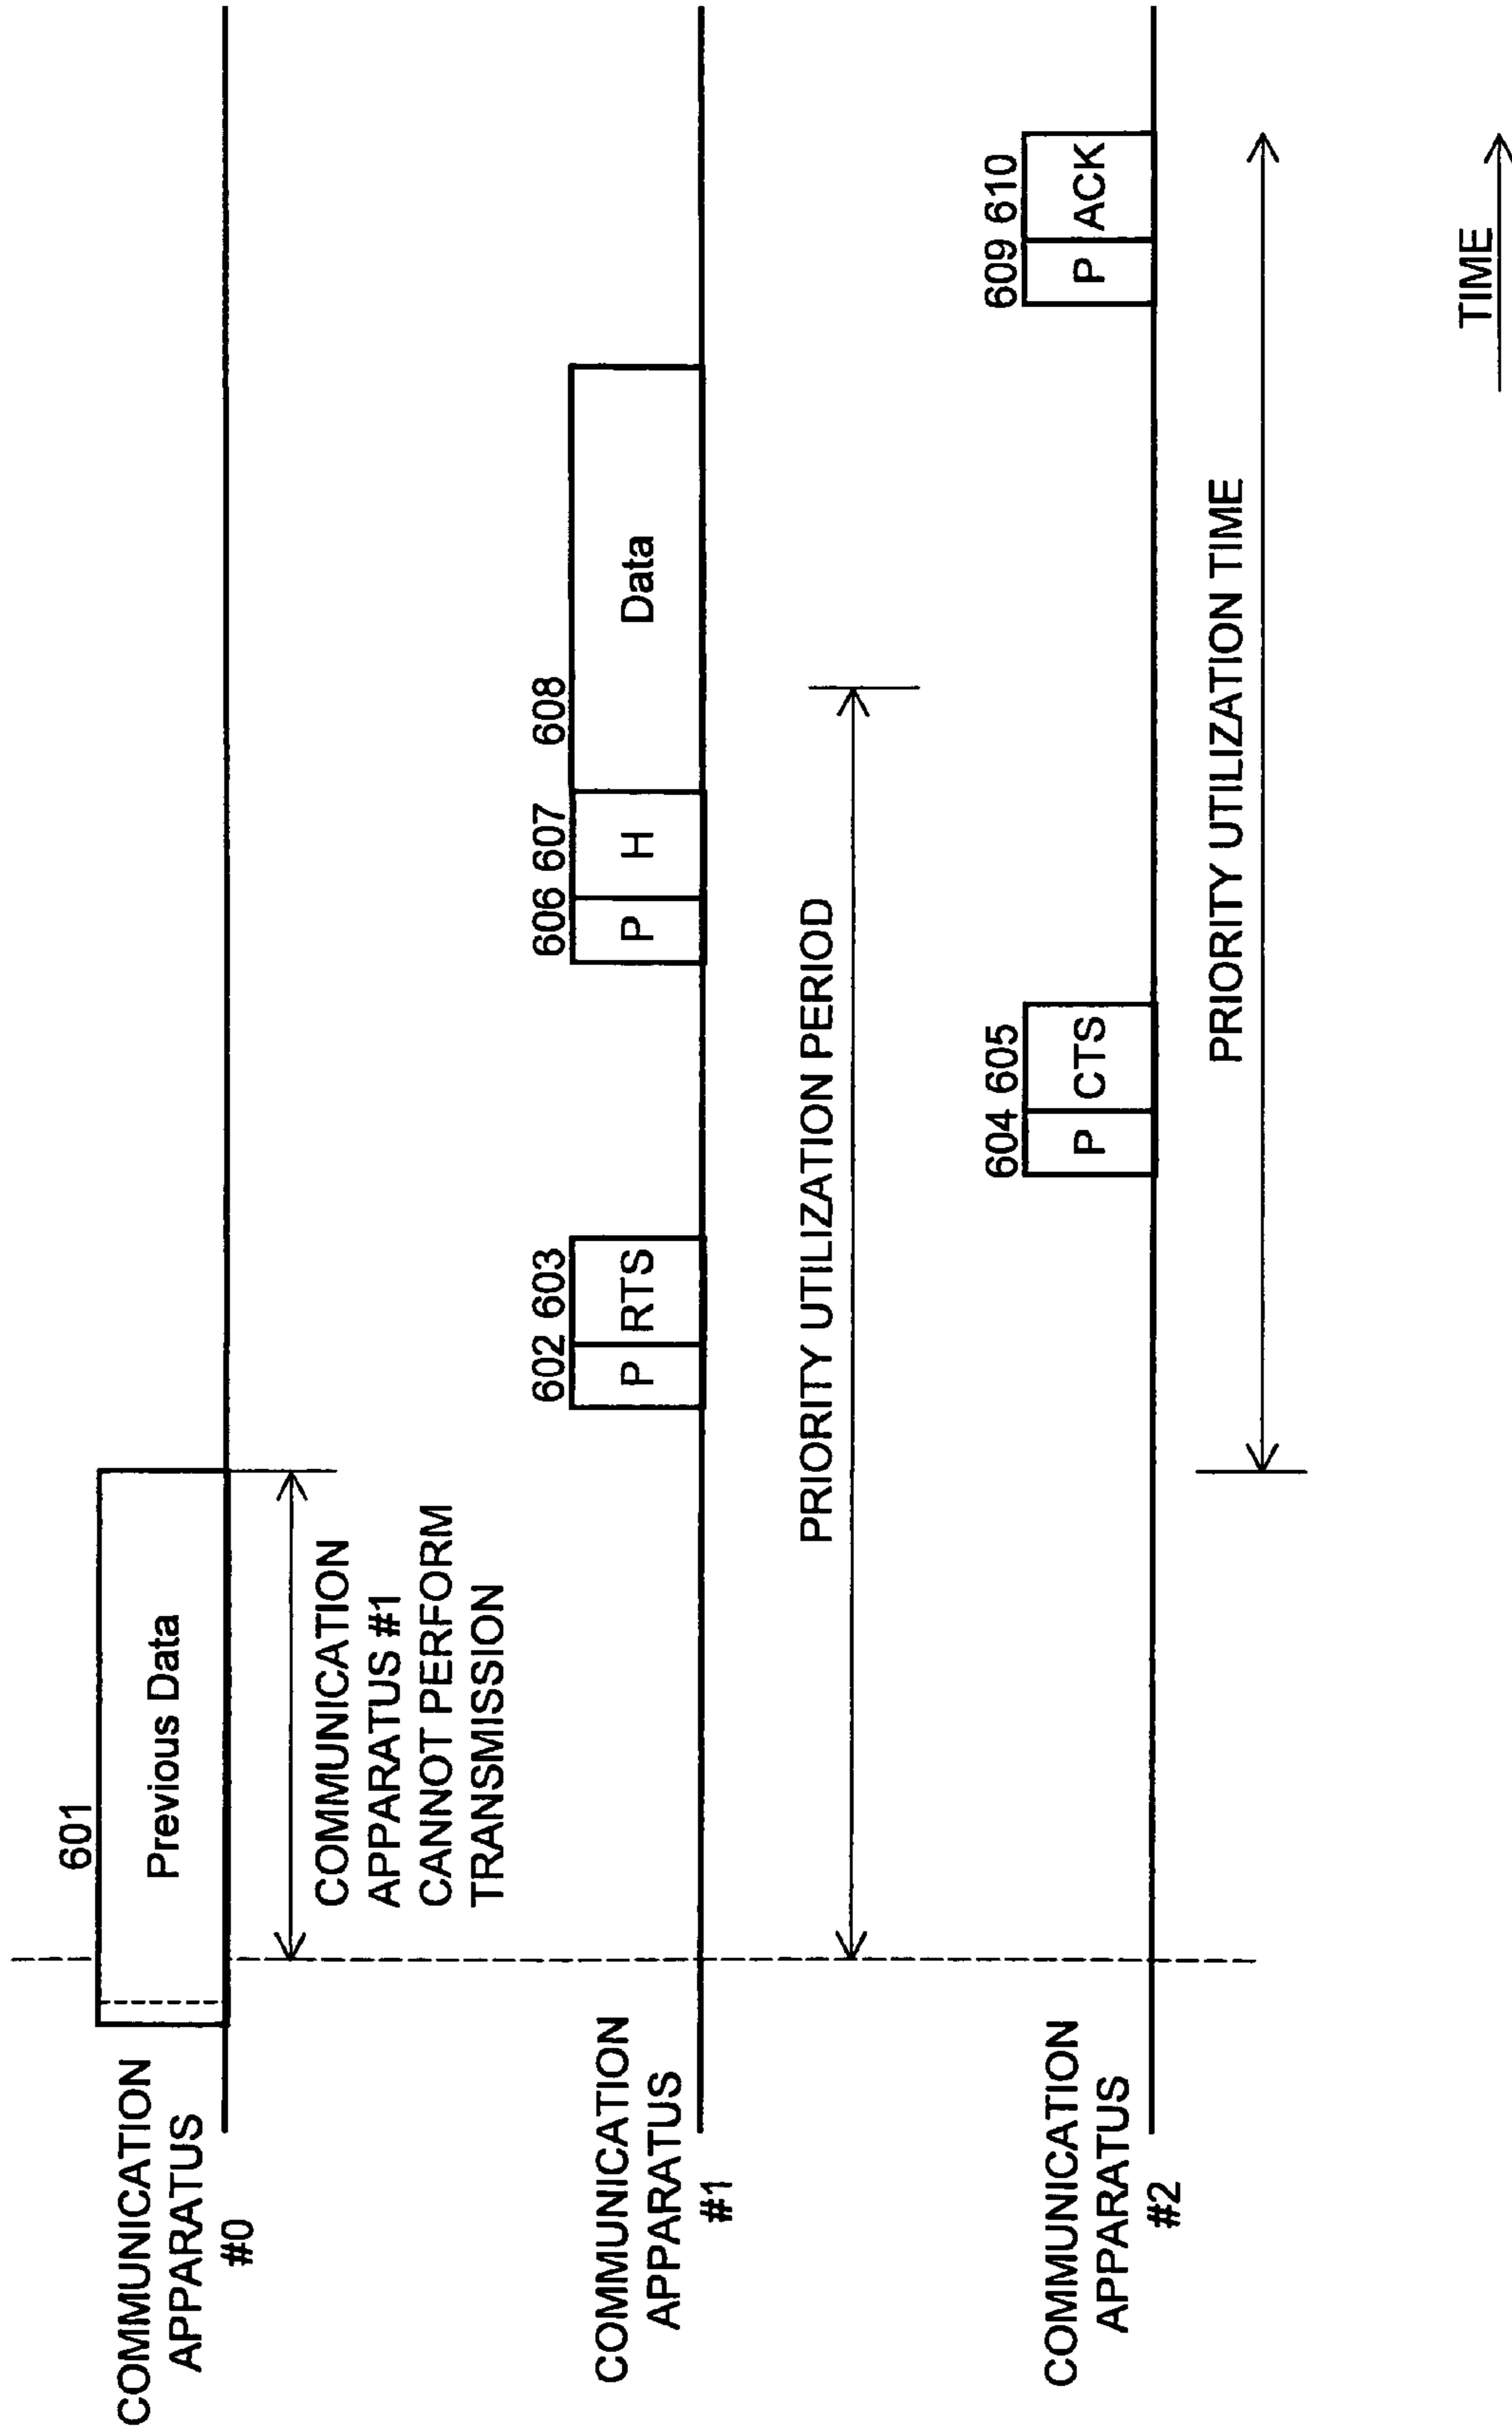 COMMUNICATION
APPARATUS
#0
601
Previous Data
COMMUNICATION
APPARATUS #1
CANNOT PERFORM
TRANSMISSION
COMMUNICATION
APPARATUS
#1
602 603
P RTS
606 607 608
P H Data
PRIORITY UTILIZATION PERIOD
COMMUNICATION
APPARATUS
#2
604 605
P CTS
609 610
P ACK
PRIORITY UTILIZATION TIME
TIME